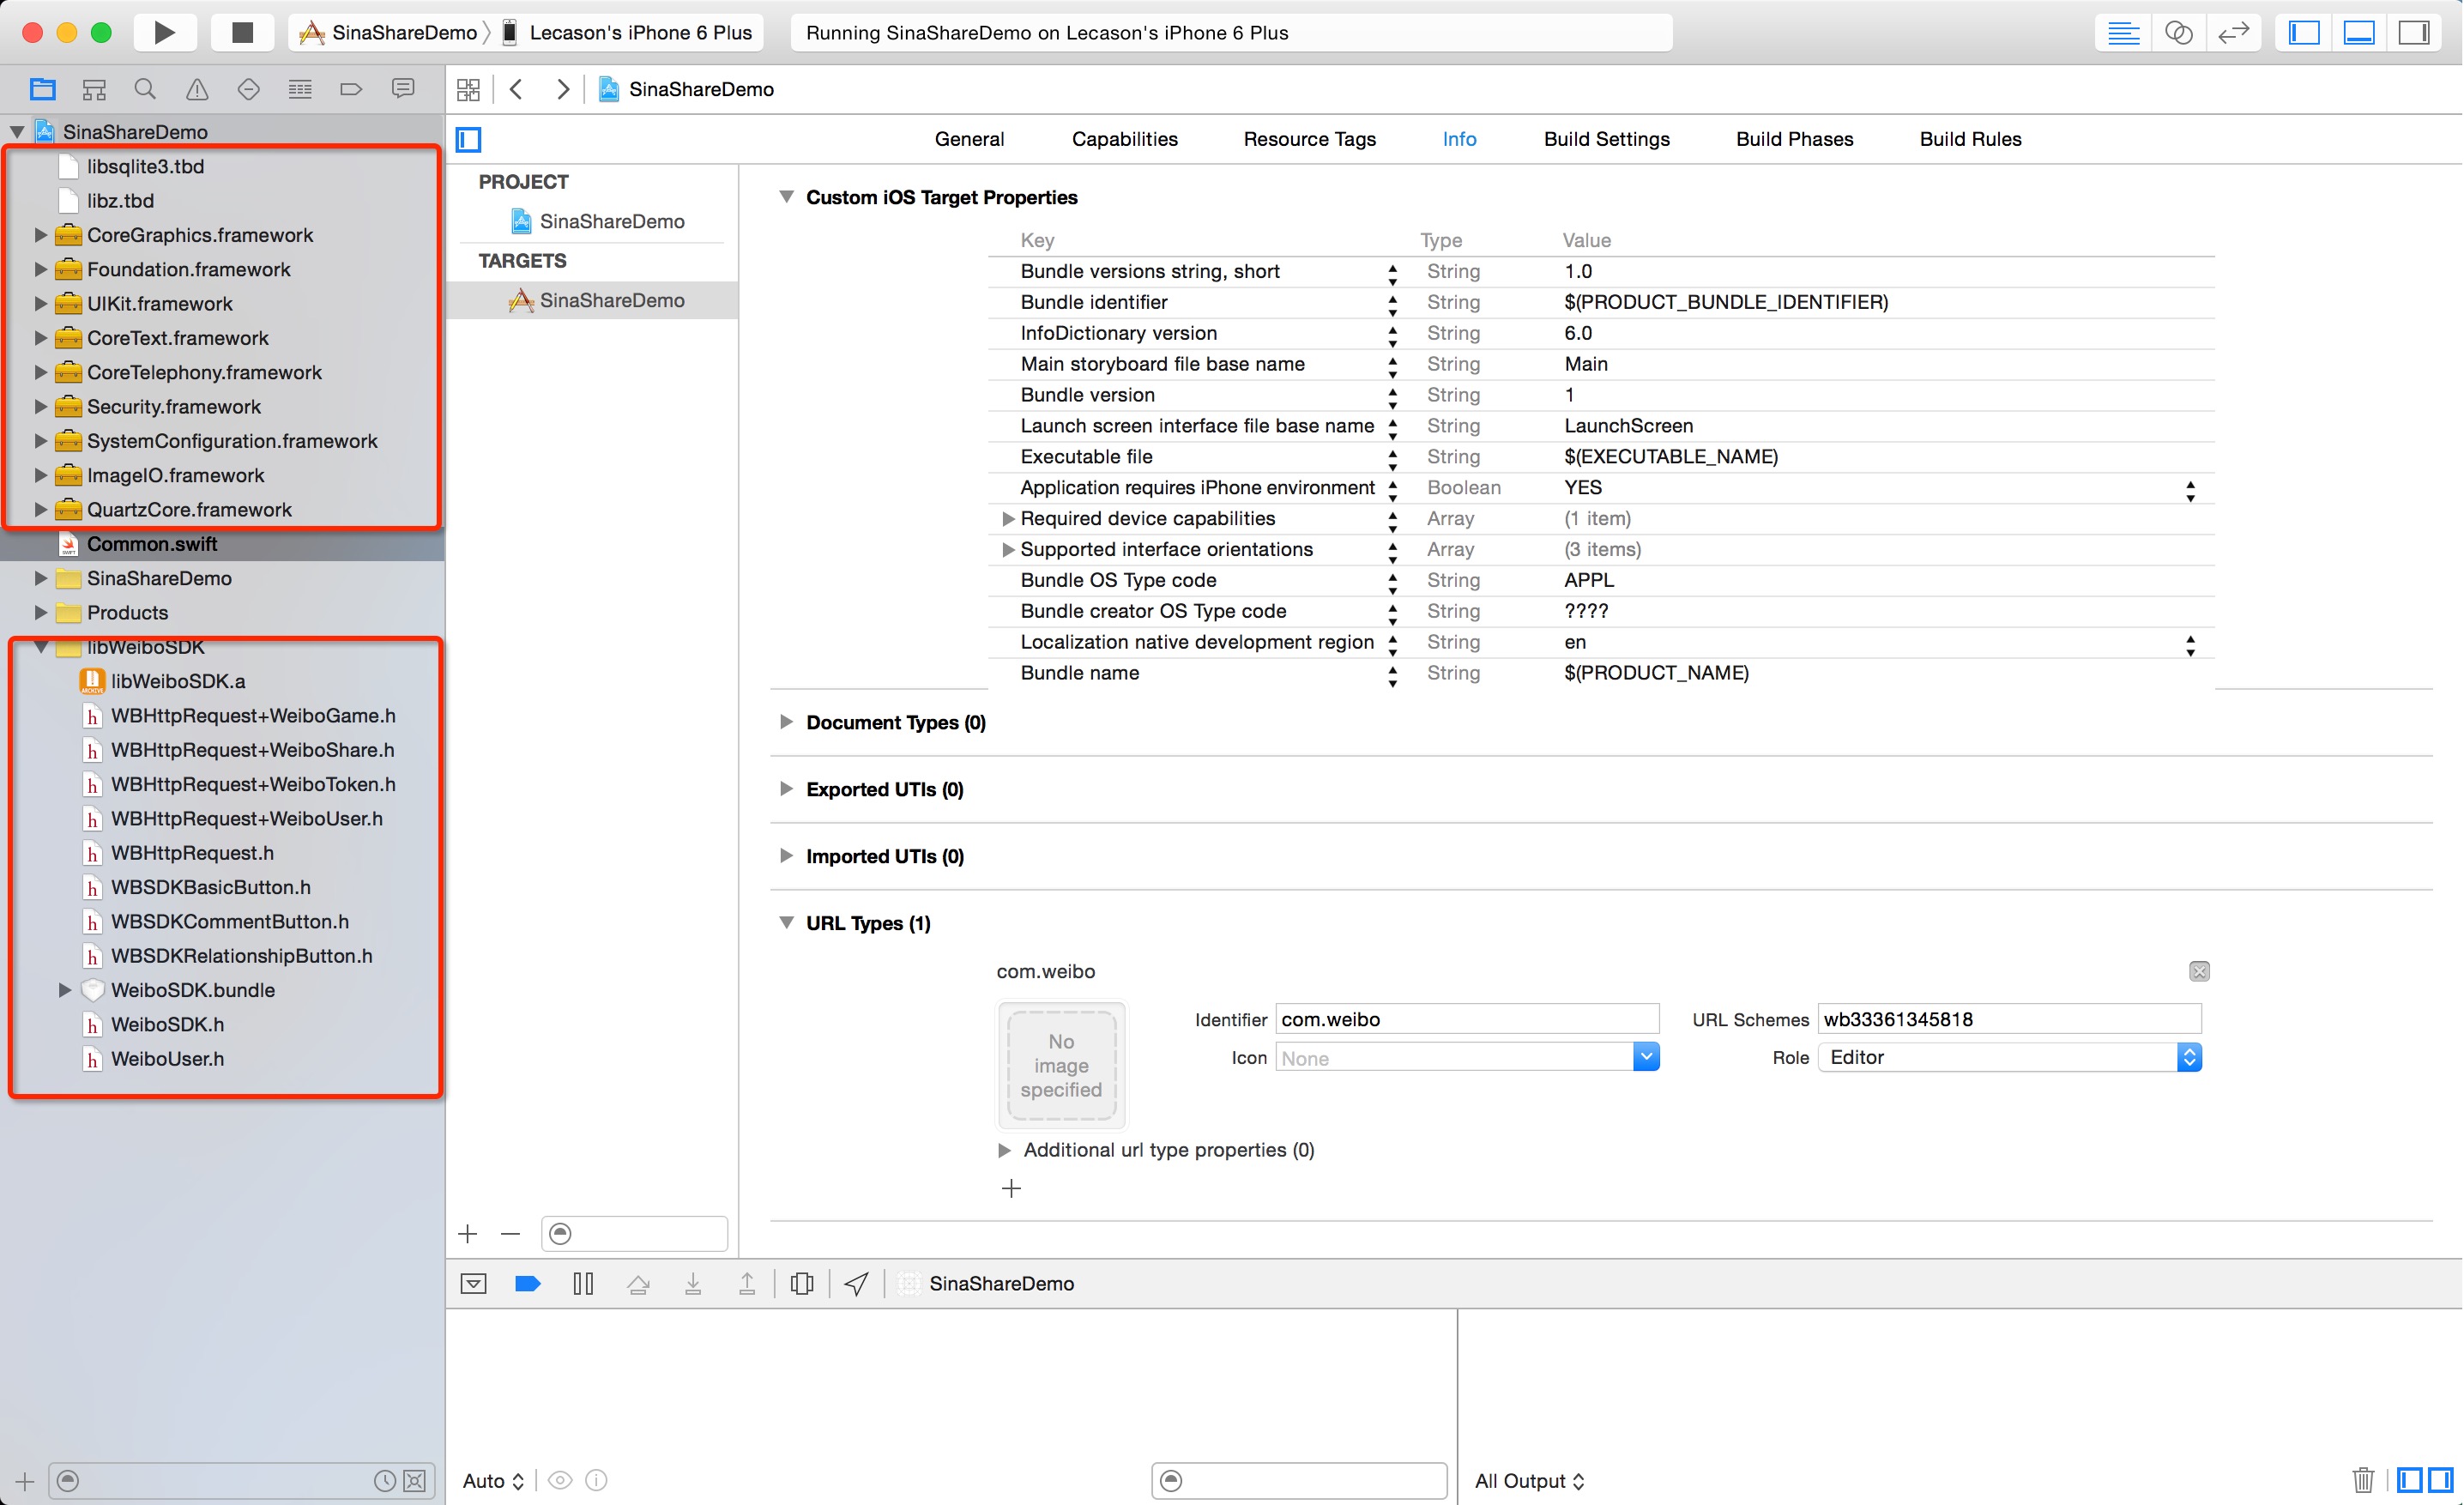 SinaShareDemo 〉 Lecason's iPhone 6 Plus
Running SinaShareDemo on Lecason's iPhone 6 Plus
SinaShareDemo
SinaShareDemo
libsqlite3.tbd
libz.tbd
CoreGraphics.framework
Foundation.framework
UIKit.framework
CoreText.framework
CoreTelephony.framework
Security.framework
SystemConfiguration.framework
ImageIO.framework
QuartzCore.framework
Common.swift
SinaShareDemo
Products
libWeiboSDK
libWeiboSDK.a
WBHttpRequest+WeiboGame.h
WBHttpRequest+WeiboShare.h
WBHttpRequest+WeiboToken.h
WBHttpRequest+WeiboUser.h
WBHttpRequest.h
WBSDKBasicButton.h
WBSDKCommentButton.h
WBSDKRelationshipButton.h
WeiboSDK.bundle
WeiboSDK.h
WeiboUser.h
General Capabilities Resource Tags Info Build Settings Build Phases Build Rules
PROJECT
SinaShareDemo
TARGETS
SinaShareDemo
Custom iOS Target Properties
Key Type Value
Bundle versions string, short String 1.0
Bundle identifier String $(PRODUCT_BUNDLE_IDENTIFIER)
InfoDictionary version String 6.0
Main storyboard file base name String Main
Bundle version String 1
Launch screen interface file base name String LaunchScreen
Executable file String $(EXECUTABLE_NAME)
Application requires iPhone environment Boolean YES
Required device capabilities Array (1 item)
Supported interface orientations Array (3 items)
Bundle OS Type code String APPL
Bundle creator OS Type code String ????
Localization native development region String en
Bundle name String $(PRODUCT_NAME)
Document Types (0)
Exported UTIs (0)
Imported UTIs (0)
URL Types (1)
com.weibo
No
image
specified
Identifier com.weibo URL Schemes wb33361345818
Icon None Role Editor
Additional url type properties (0)
SinaShareDemo
Auto
All Output